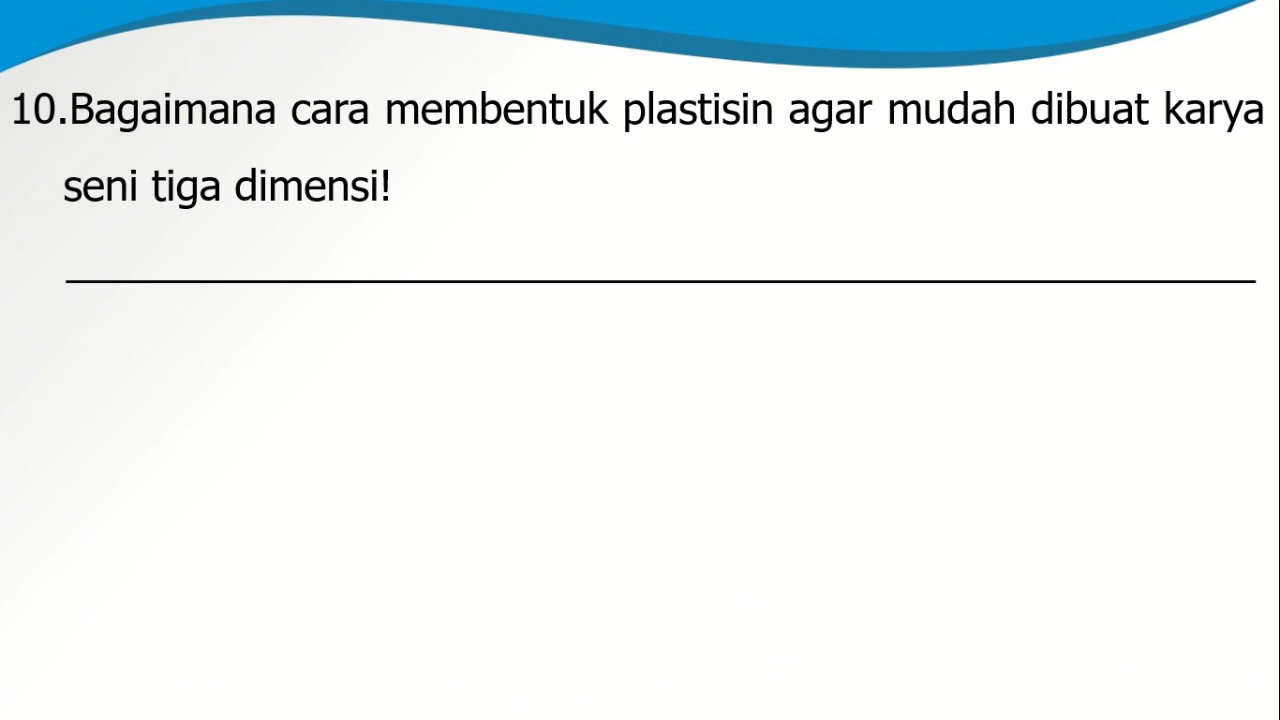 10.Bagaimana cara membentuk plastisin agar mudah dibuat karya
seni tiga dimensi!